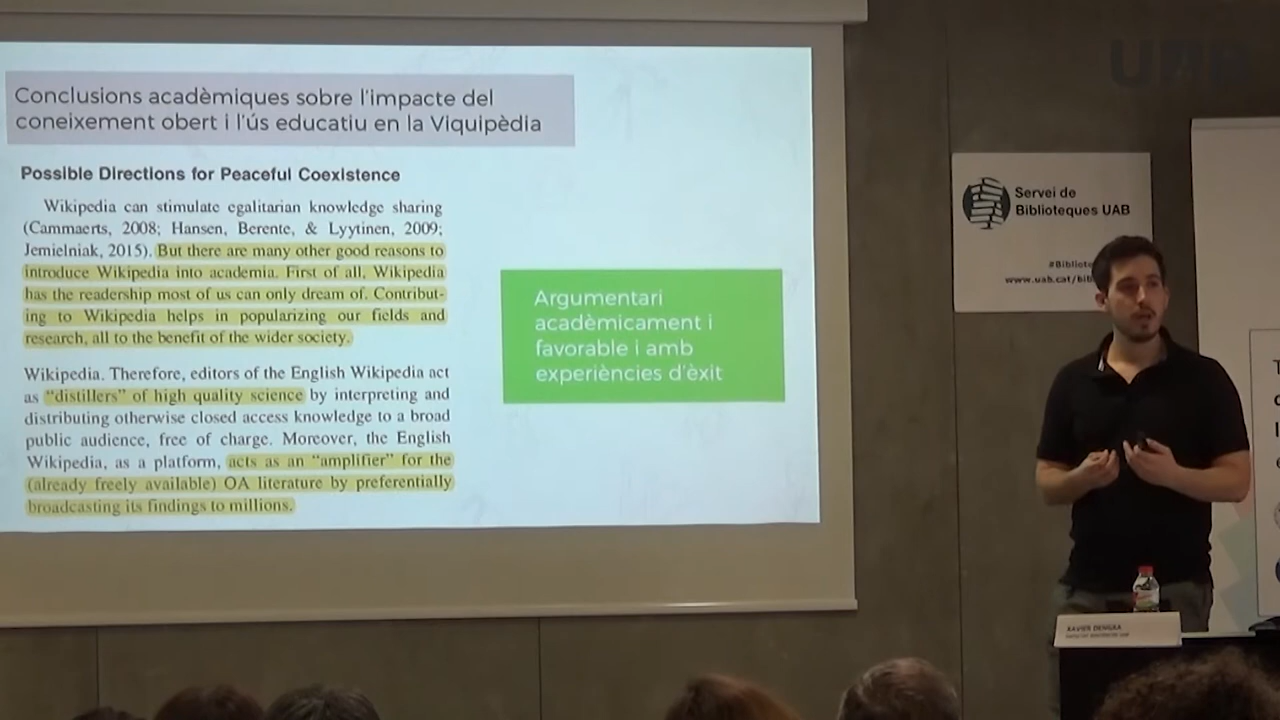 Conclusions acadèmiques sobre l'impacte del
coneixement obert i l'ús educatiu en la Viquipèdia
Possible Directions for Peaceful Coexistence
Wikipedia can stimulate egalitarian knowledge sharing
(Cammaerts, 2008; Hansen, Berente, & Lyytinen, 2009;
Jemielniak, 2015). But there are many other good reasons to
introduce Wikipedia into academia. First of all, Wikipedia
has the readership most of us can only dream of. Contribut-
ing to Wikipedia helps in popularizing our fields and
research, all to the benefit of the wider society.
Wikipedia. Therefore, editors of the English Wikipedia act
as "distillers" of high quality science by interpreting and
distributing otherwise closed access knowledge to a broad
public audience, free of charge. Moreover, the English
Wikipedia, as a platform, acts as an "amplifier" for the
(already freely available) OA literature by preferentially
broadcasting its findings to millions.
Argumentari
acadèmicament i
favorable i amb
experiències d'èxit
UAB
Servei de
Biblioteques UAB
#Bibliote
www.uab.cat/bib
XAVIER DENGRA